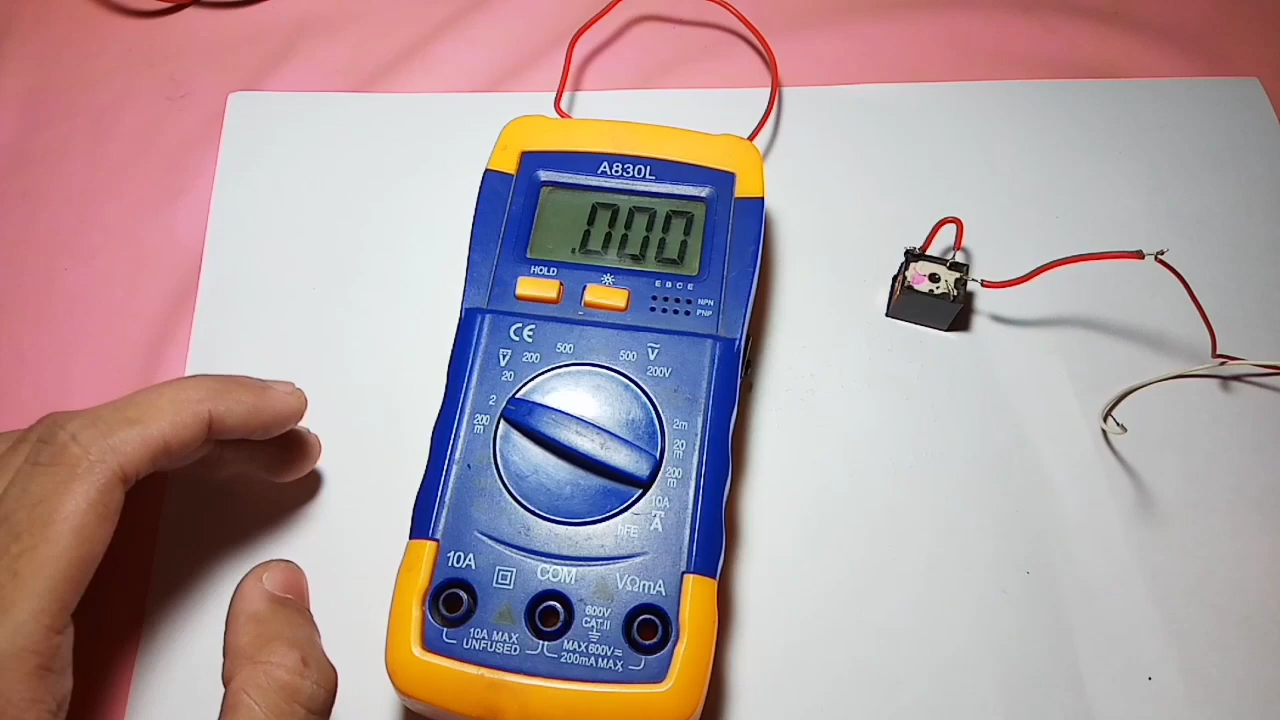 A830L
.000
HOLD
E B C E
NPN
PNP
CE
500
500
V
V
200
200V
20
2
2m
200
m
20
m
200
m
10A
A
hFE
10A
COM
VΩmA
600V
CAT.II
10A MAX
UNFUSED
MAX 600V
200mA MAX